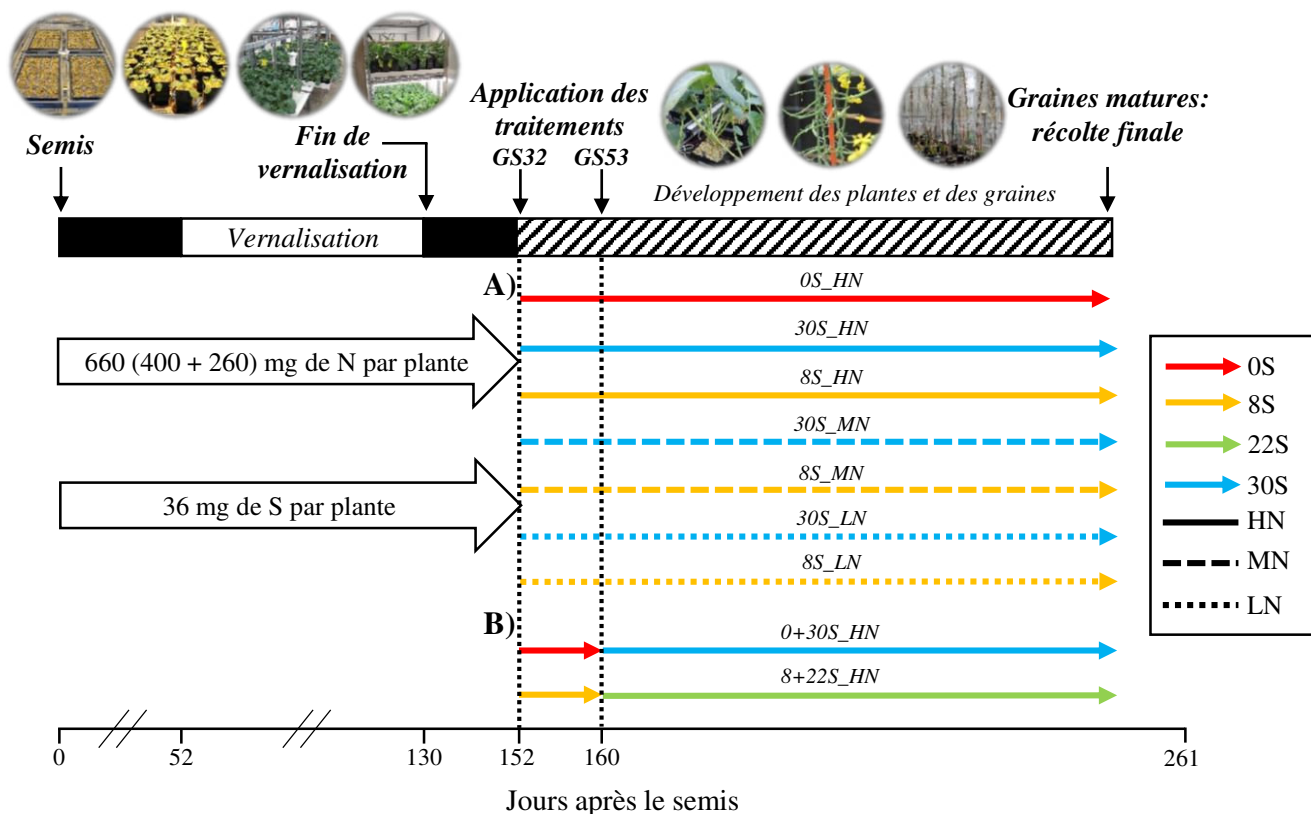 Semis
Fin de
vernalisation
Application des
traitements
GS32 GS53
Graines matures:
récolte finale
Développement des plantes et des graines
Vernalisation
A)
0S_HN
660 (400 + 260) mg de N par plante
30S_HN
8S_HN
30S_MN
36 mg de S par plante
8S_MN
30S_LN
8S_LN
B)
0+30S_HN
8+22S_HN
0S
8S
22S
30S
HN
MN
LN
0 52 130 152 160 261
Jours après le semis